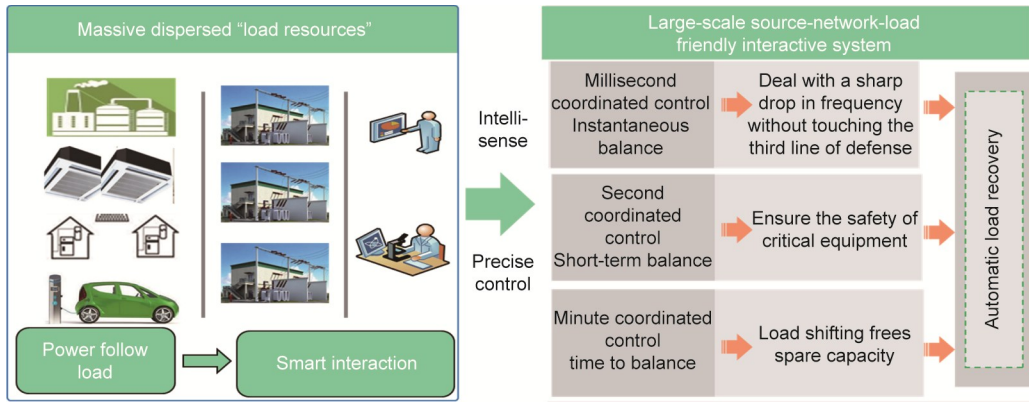 Massive dispersed “load resources”
Power follow
load
Smart interaction
Intelli-
sense
Precise
control
Large-scale source-network-load
friendly interactive system
Millisecond
coordinated control
Instantaneous
balance
Deal with a sharp
drop in frequency
without touching the
third line of defense
Second
coordinated
control
Short-term balance
Ensure the safety of
critical equipment
Minute coordinated
control
time to balance
Load shifting frees
spare capacity
Automatic load recovery